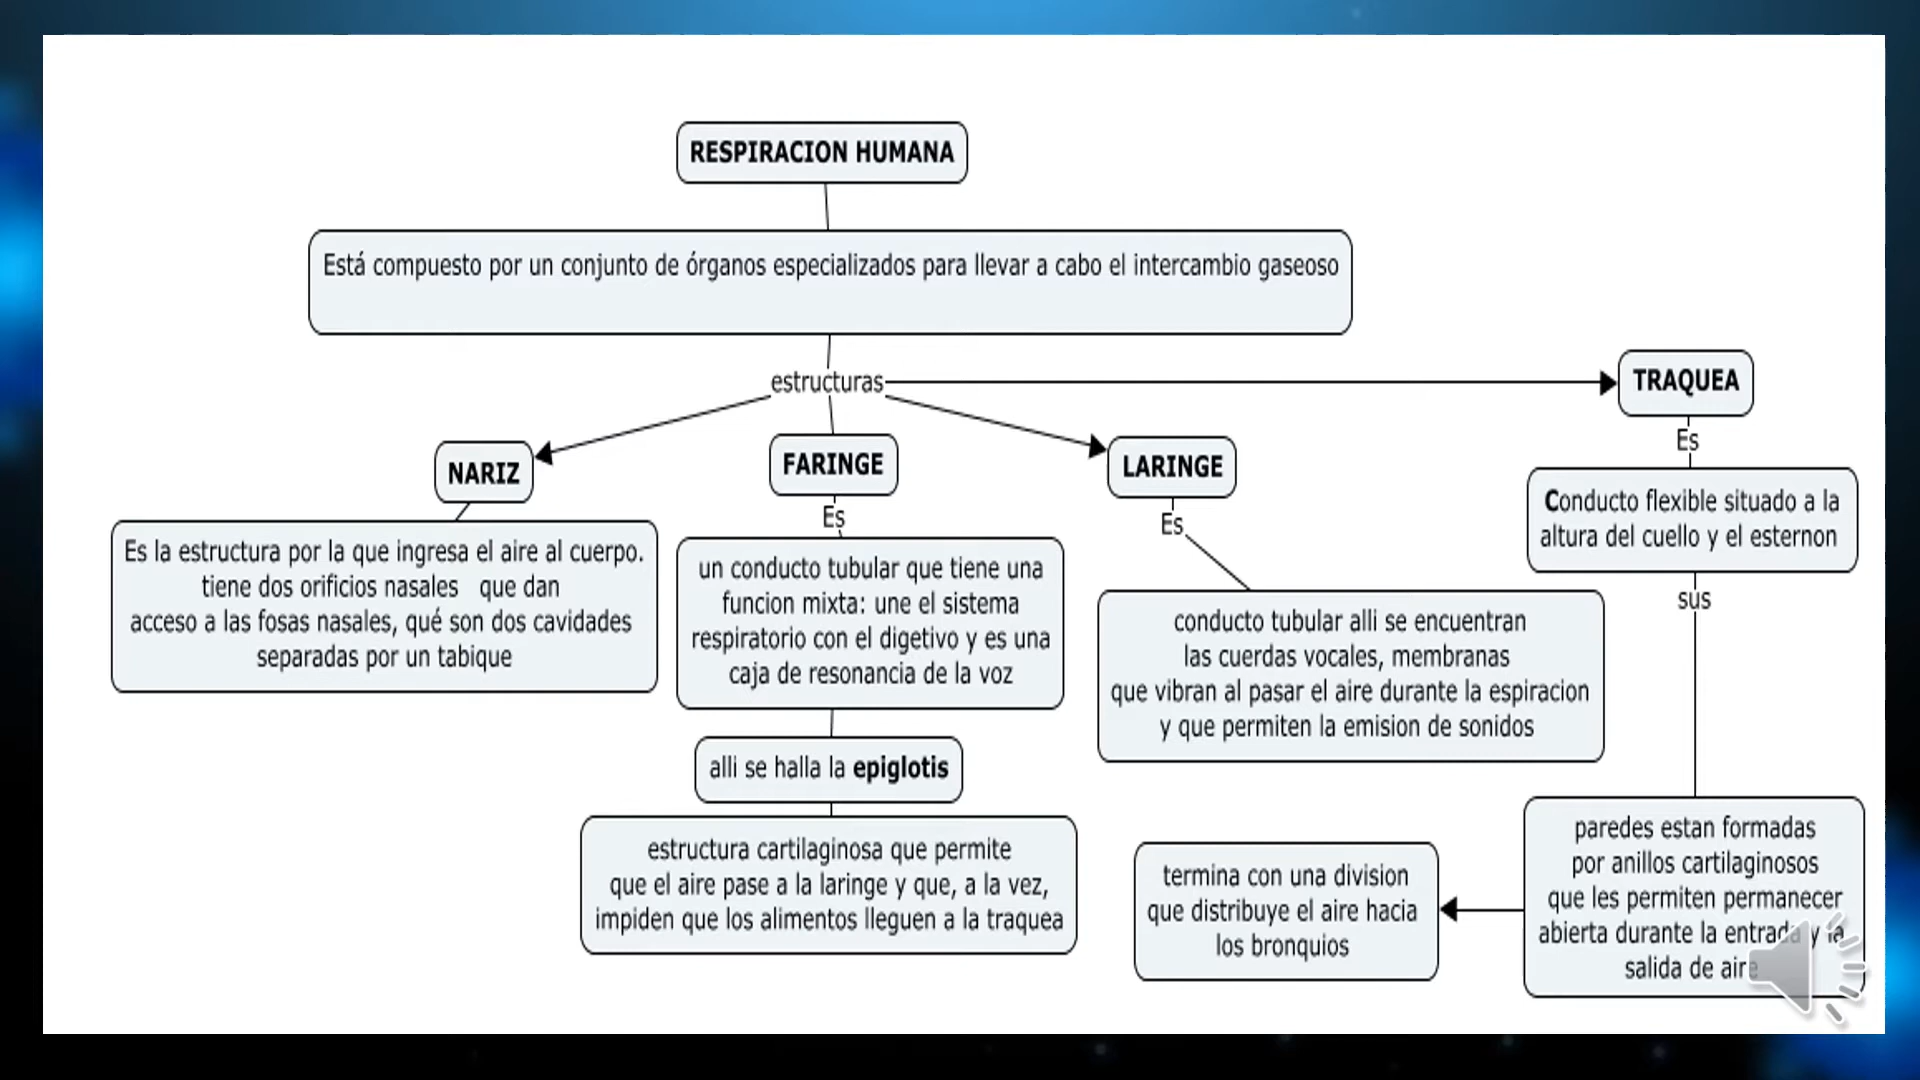 RESPIRACION HUMANA
Está compuesto por un conjunto de órganos especializados para llevar a cabo el intercambio gaseoso
estructuras
NARIZ
Es la estructura por la que ingresa el aire al cuerpo.
tiene dos orificios nasales que dan
acceso a las fosas nasales, qué son dos cavidades
separadas por un tabique
FARINGE
Es
un conducto tubular que tiene una
funcion mixta: une el sistema
respiratorio con el digetivo y es una
caja de resonancia de la voz
alli se halla la epiglotis
estructura cartilaginosa que permite
que el aire pase a la laringe y que, a la vez,
impiden que los alimentos lleguen a la traquea
LARINGE
Es
conducto tubular alli se encuentran
las cuerdas vocales, membranas
que vibran al pasar el aire durante la espiracion
y que permiten la emision de sonidos
TRAQUEA
Es
Conducto flexible situado a la
altura del cuello y el esternon
sus
paredes estan formadas
por anillos cartilaginosos
que les permiten permanecer
abierta durante la entrada y la
salida de aire
termina con una division
que distribuye el aire hacia
los bronquios